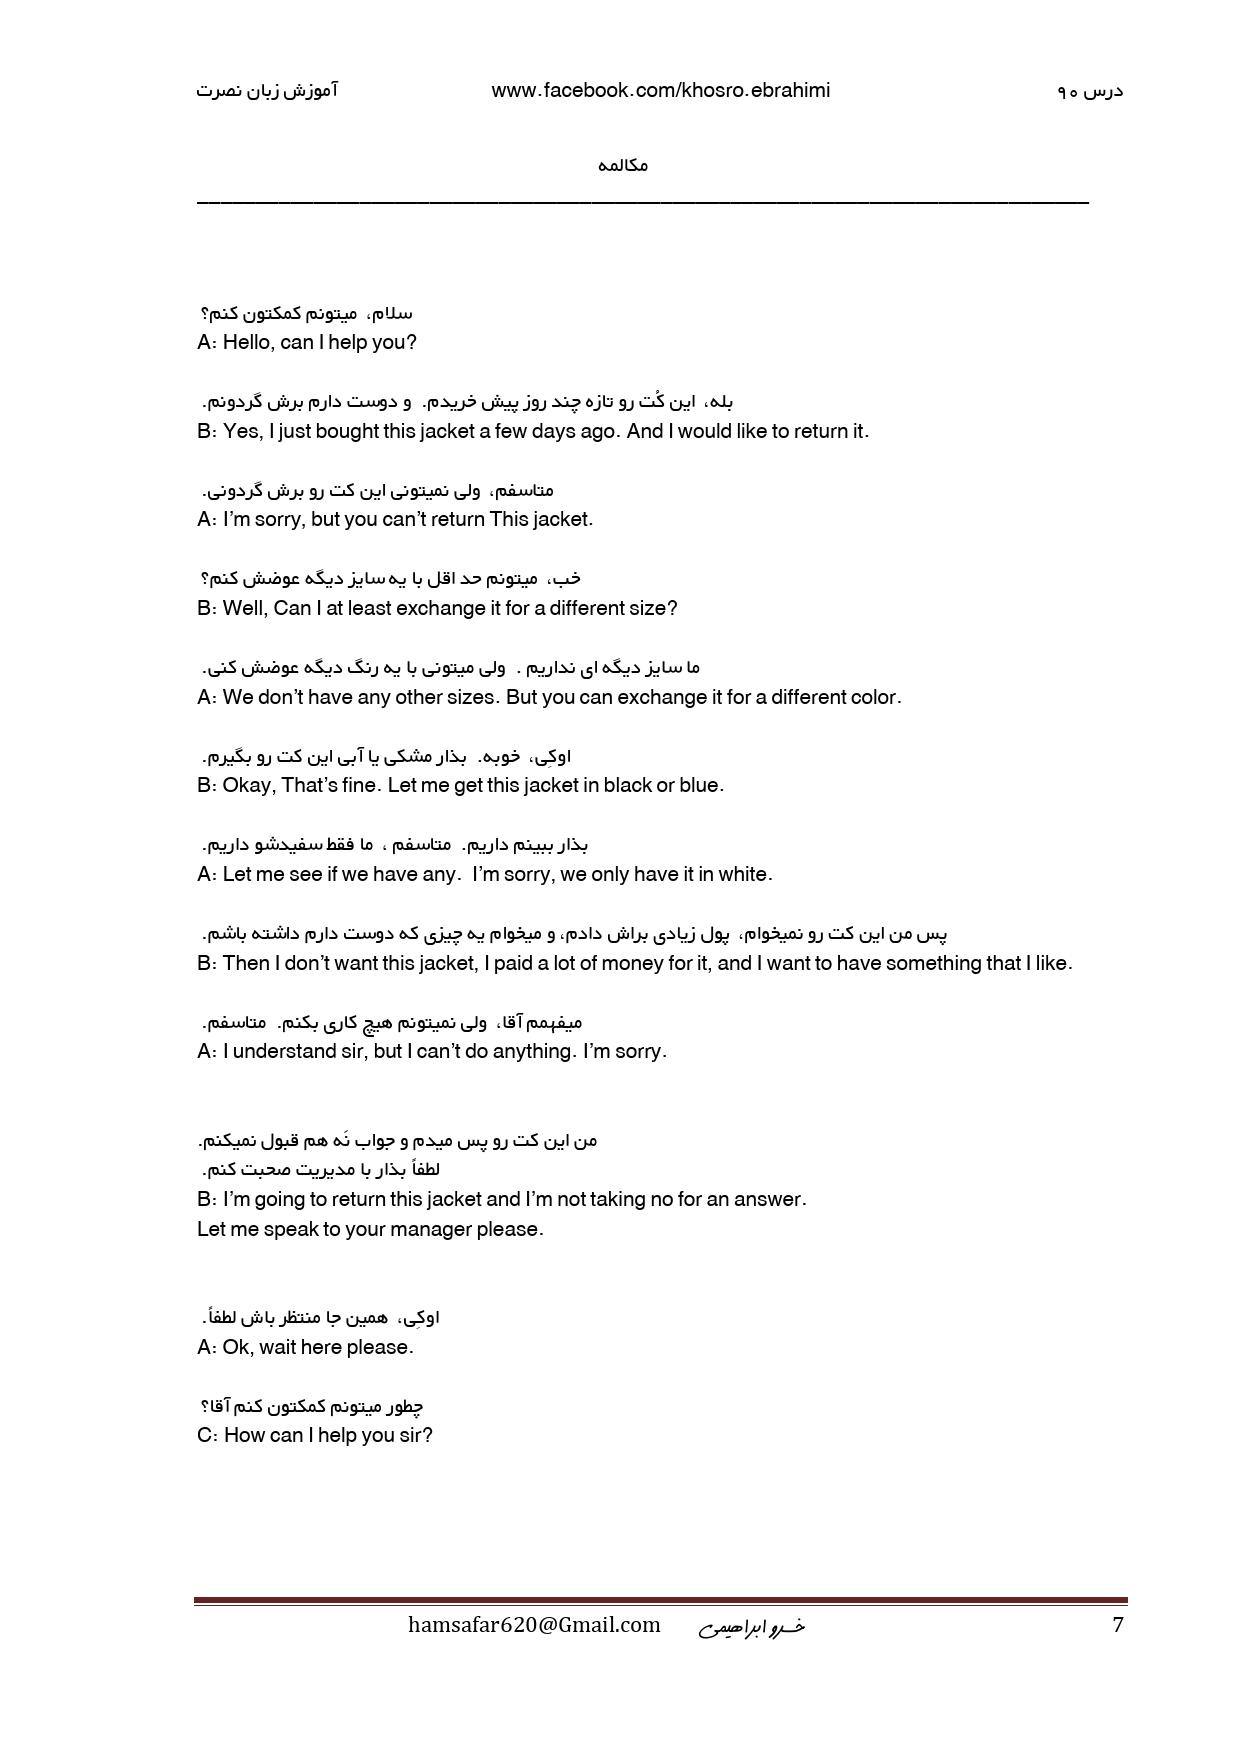 درس ۹۰ www.facebook.com/khosro.ebrahimi آموزش زبان نصرت
مکالمه
سلام، میتونم کمکتون کنم؟
A: Hello, can I help you?
بله، این کُت رو تازه چند روز پیش خریدم. و دوست دارم برش گردونم.
B: Yes, I just bought this jacket a few days ago. And I would like to return it.
متاسفم، ولی نمیتونی این کت رو برش گردونی.
A: I’m sorry, but you can’t return This jacket.
خب، میتونم حد اقل با یه سایز دیگه عوضش کنم؟
B: Well, Can I at least exchange it for a different size?
ما سایز دیگه ای نداریم . ولی میتونی با یه رنگ دیگه عوضش کنی.
A: We don’t have any other sizes. But you can exchange it for a different color.
اوکِی، خوبه. بذار مشکی یا آبی این کت رو بگیرم.
B: Okay, That’s fine. Let me get this jacket in black or blue.
بذار ببینم داریم. متاسفم ، ما فقط سفیدشو داریم.
A: Let me see if we have any. I’m sorry, we only have it in white.
پس من این کت رو نمیخوام، پول زیادی براش دادم، و میخوام یه چیزی که دوست دارم داشته باشم.
B: Then I don’t want this jacket, I paid a lot of money for it, and I want to have something that I like.
میفهمم آقا، ولی نمیتونم هیچ کاری بکنم. متاسفم.
A: I understand sir, but I can’t do anything. I’m sorry.
من این کت رو پس میدم و جواب نَه هم قبول نمیکنم.
لطفاً بذار با مدیریت صحبت کنم.
B: I’m going to return this jacket and I’m not taking no for an answer.
Let me speak to your manager please.
اوکِی، همین جا منتظر باش لطفاً.
A: Ok, wait here please.
چطور میتونم کمکتون کنم آقا؟
C: How can I help you sir?
hamsafar620@Gmail.com خسرو ابراهیمی 7